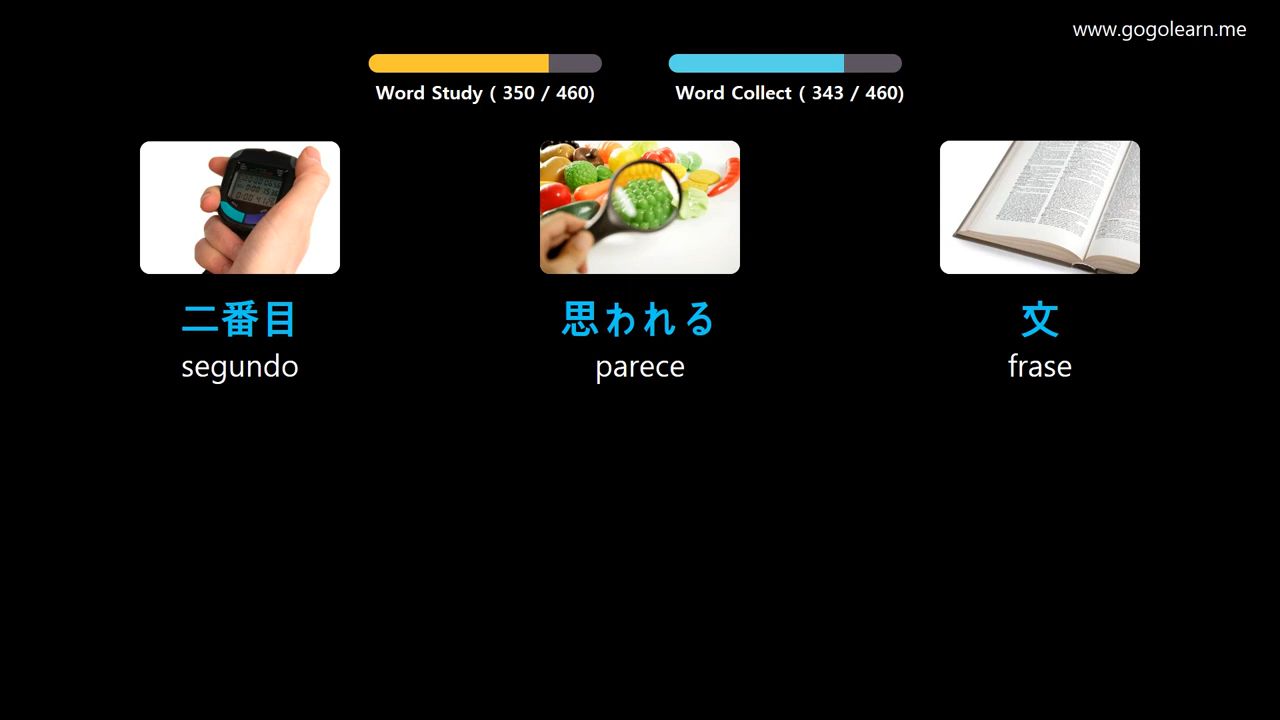 www.gogolearn.me
Word Study ( 350 / 460)
Word Collect ( 343 / 460)
二番目
思われる
文
segundo
parece
frase